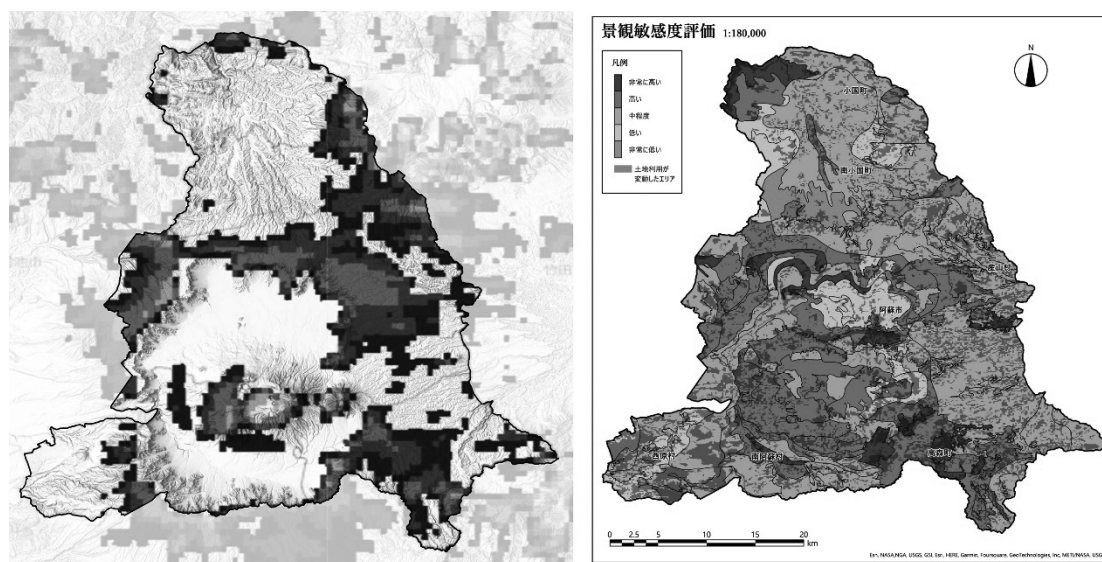 景観敏感度評価 1:180,000
凡例
非常に高い
高い
中程度
低い
非常に低い
土地利用が
変動したエリア
N
小国町
南小国町
産山村
阿蘇市
高森町
西原村
南阿蘇村
0 2.5 5 10 15 20
km
Esri, NASA, NGA, USGS, GSI, Esri, HERE, Garmin, Foursquare, GeoTechnologies, Inc, METI/NASA, USGS